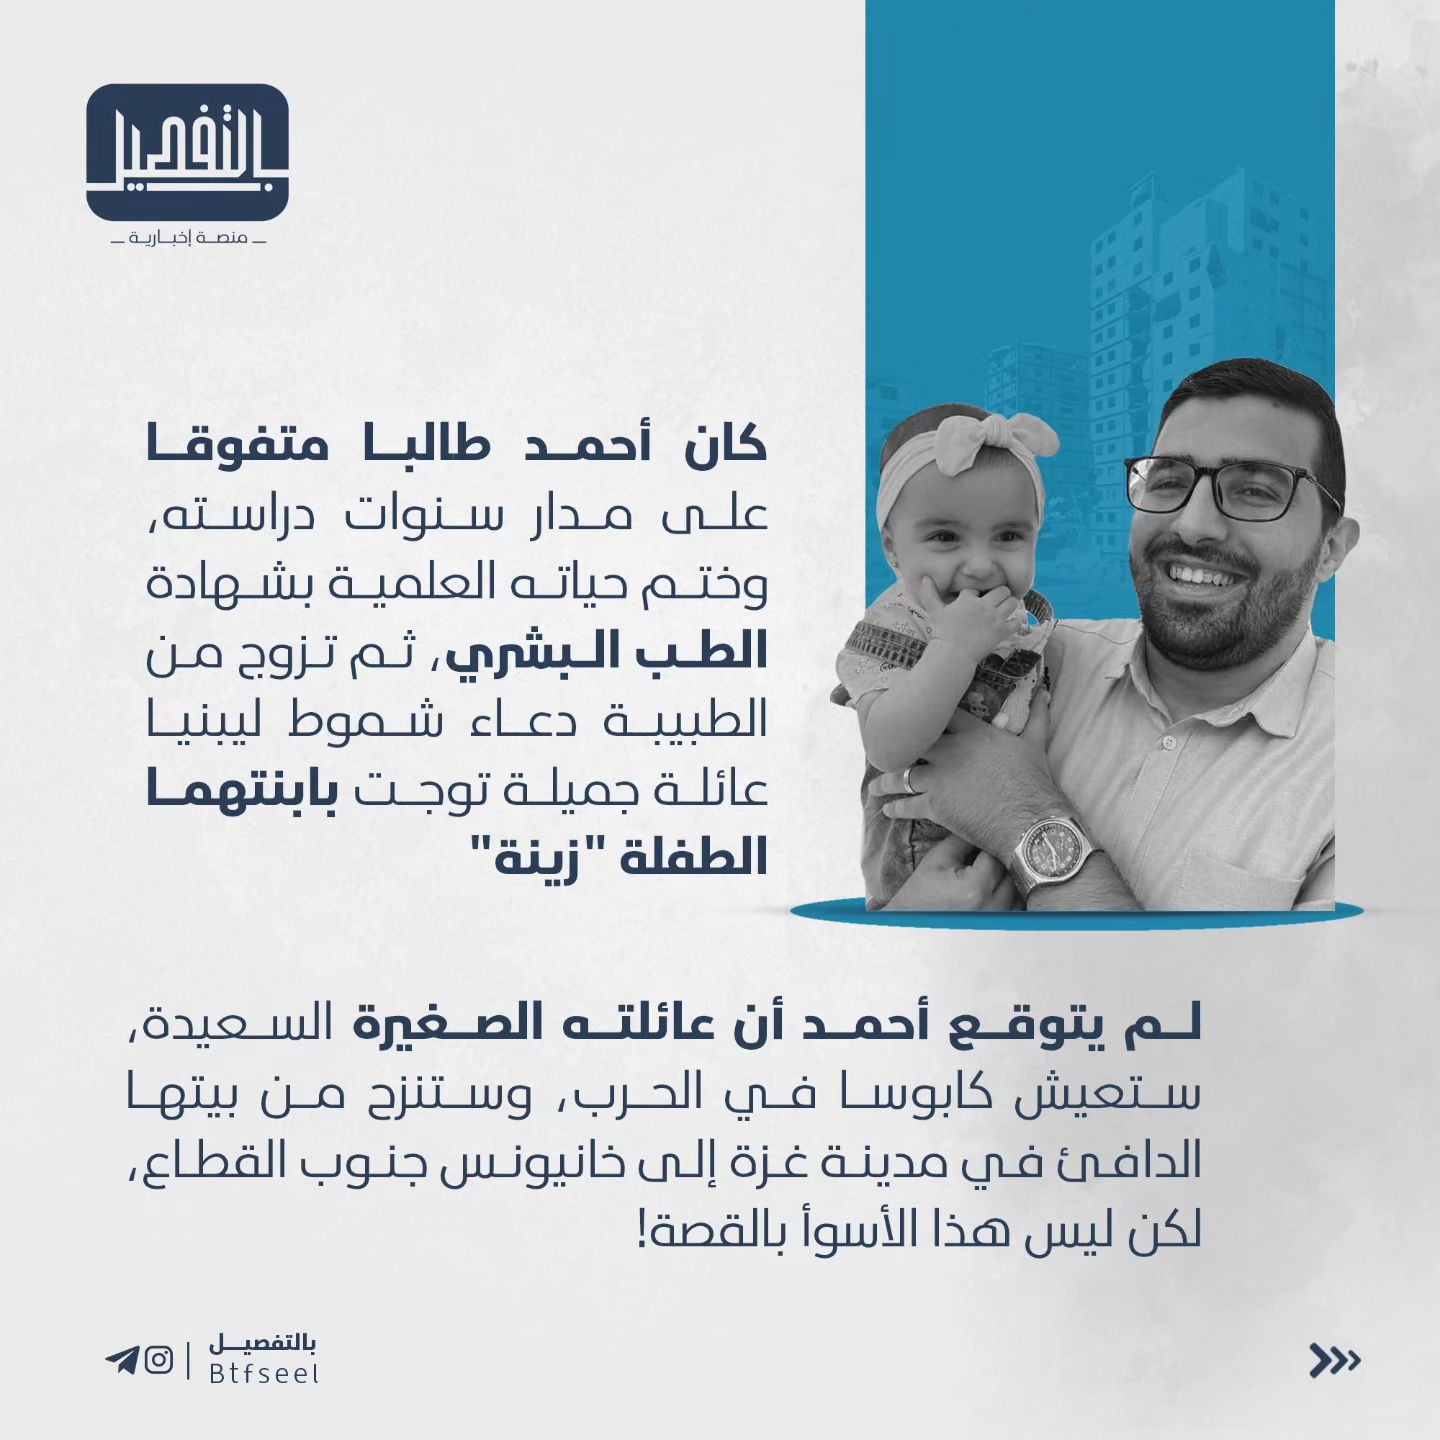 بالتفصيل
منصة إخبارية
كان أحمد طالبا متفوقا
على مدار سنوات دراسته،
وختم حياته العلمية بشهادة
الطب البشري، ثم تزوج من
الطبيبة دعاء شموط ليبنيا
عائلة جميلة توجت بابنتهما
الطفلة "زينة"
لم يتوقع أحمد أن عائلته الصغيرة السعيدة،
ستعيش كابوسا في الحرب، وستنزح من بيتها
الدافئ في مدينة غزة إلى خانيونس جنوب القطاع،
لكن ليس هذا الأسوأ بالقصة!
بالتفصيل
Btfseel